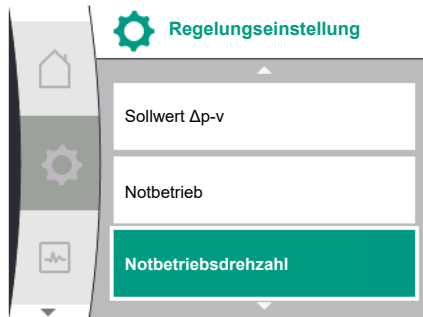 Regelungseinstellung
Sollwert Δp-v
Notbetrieb
Notbetriebsdrehzahl